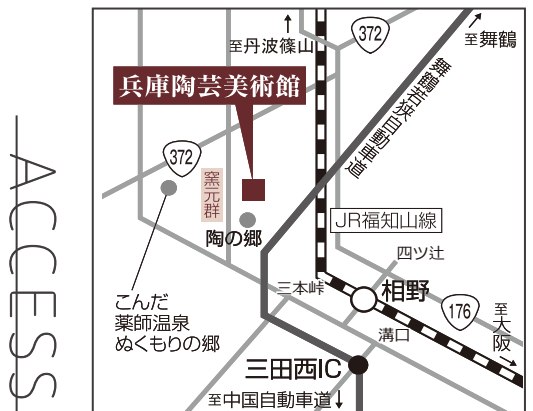 372
至丹波篠山
至舞鶴
兵庫陶芸美術館
舞鶴若狭自動車道
372
窯元群
JR福知山線
陶の郷
四ツ辻
三本峠
相野
こんだ
薬師温泉
ぬくもりの郷
176
至大阪
溝口
三田西IC
至中国自動車道
ACCESS